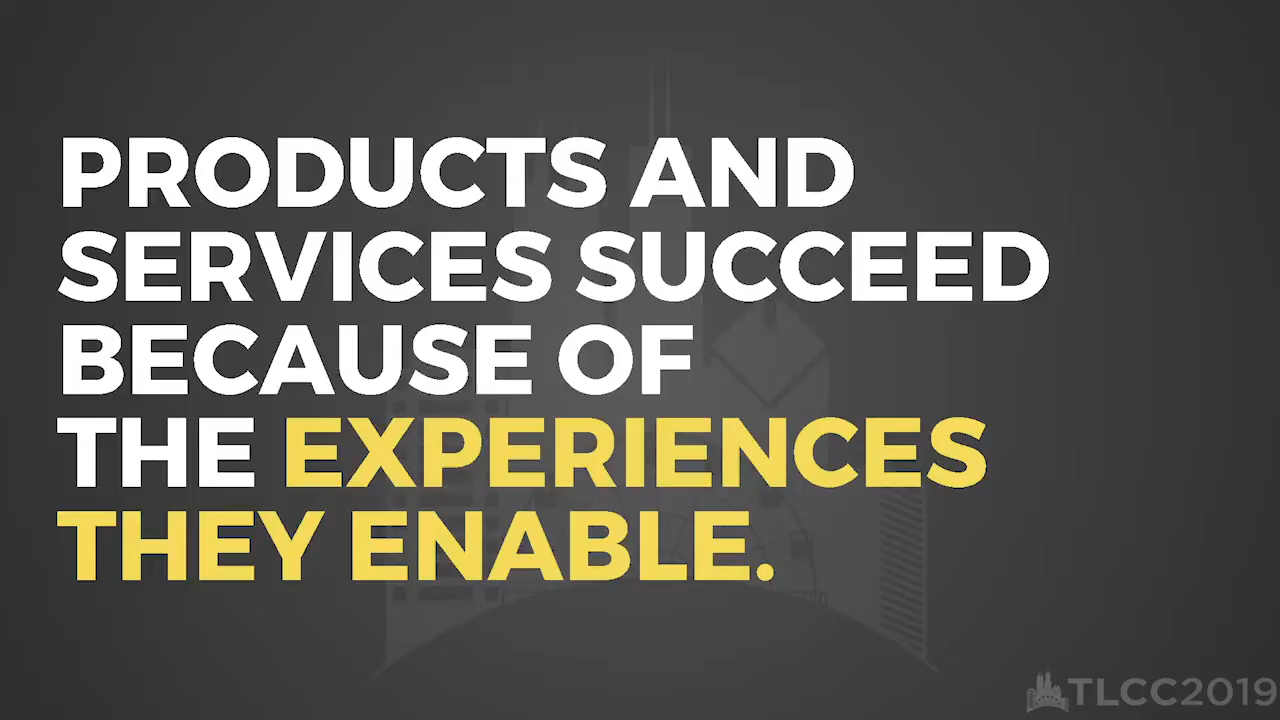 PRODUCTS AND
SERVICES SUCCEED
BECAUSE OF
THE EXPERIENCES
THEY ENABLE.
TLCC2019